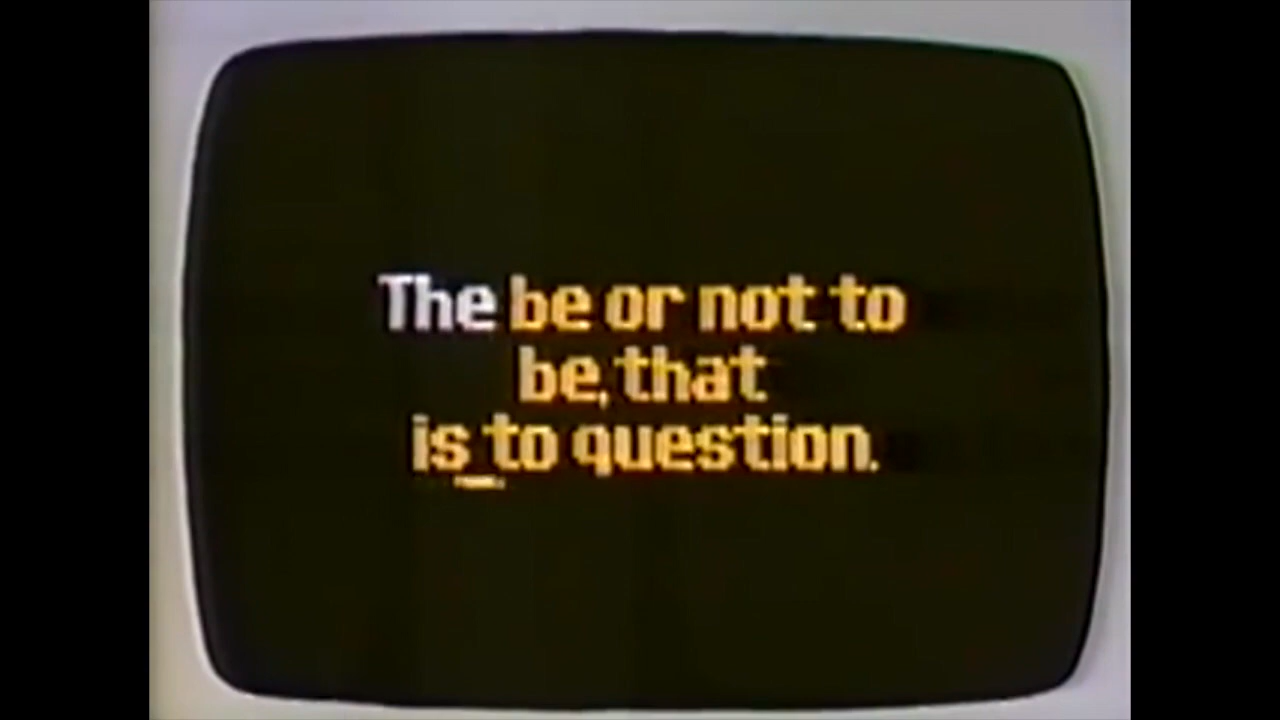 The be or not to
be, that
is to question.